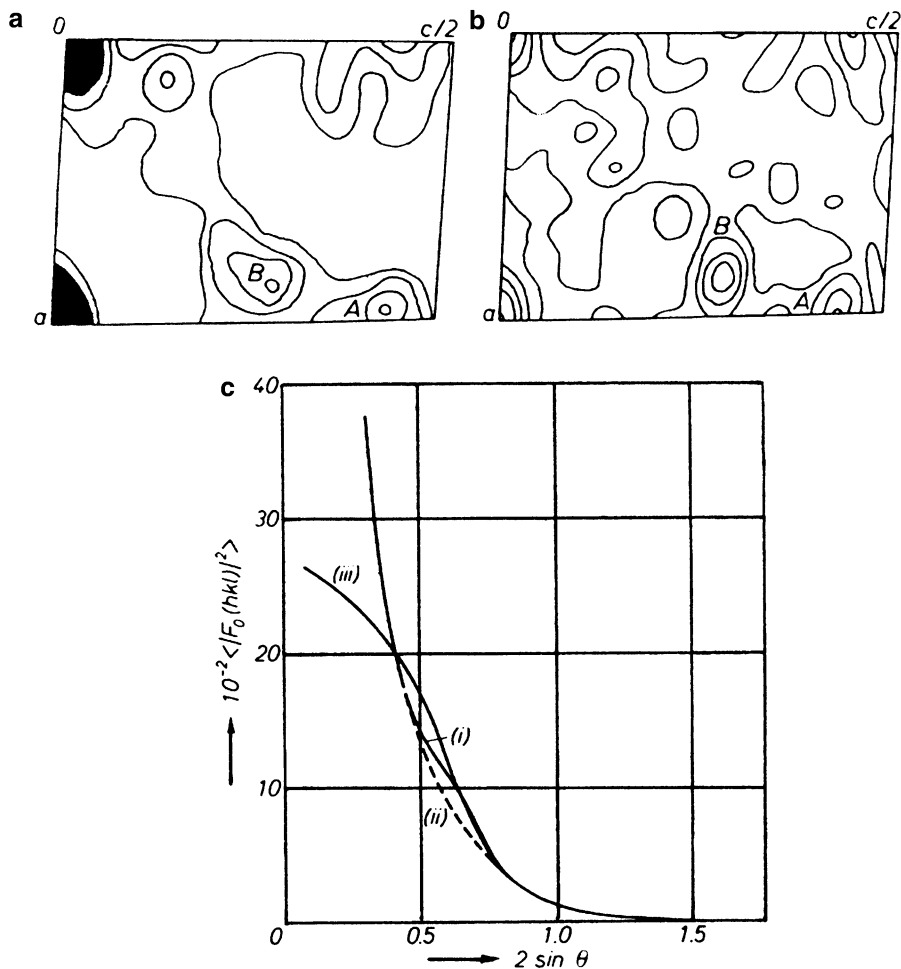 a
0
c/2
B
A
a
b
0
c/2
B
A
a
c
40
30
20
10
0
0.5
1.0
1.5
(iii)
(i)
(ii)
10⁻² <|F₀(hkl)|²>
2 sin θ